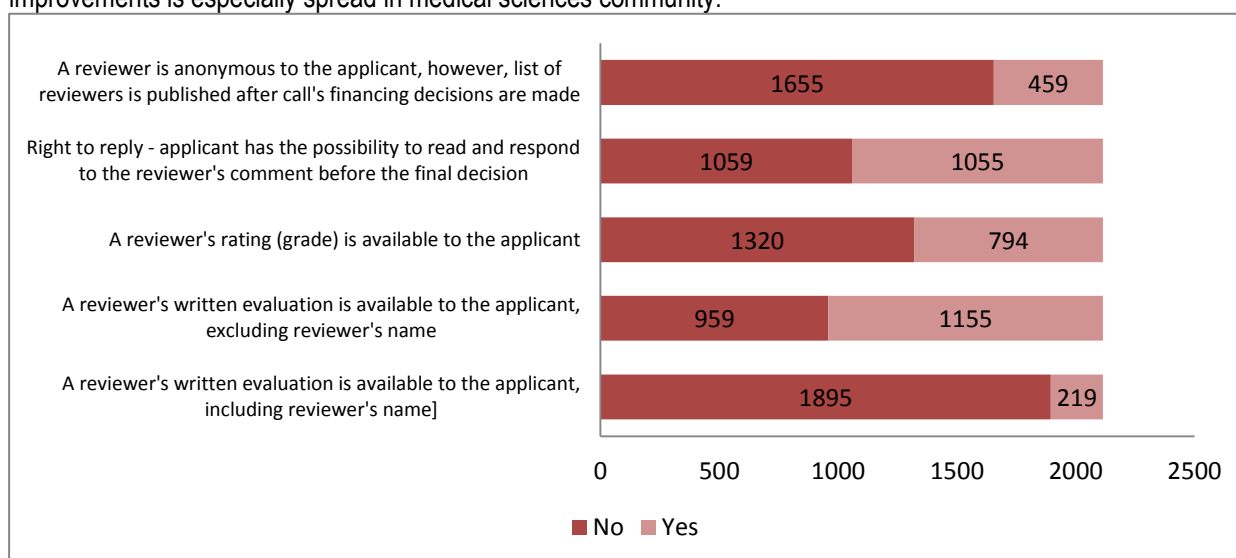 improvements is especially spread in medical sciences community.
A reviewer is anonymous to the applicant, however, list of
reviewers is published after call's financing decisions are made
1655 459
Right to reply - applicant has the possibility to read and respond
to the reviewer's comment before the final decision
1059 1055
A reviewer's rating (grade) is available to the applicant
1320 794
A reviewer's written evaluation is available to the applicant,
excluding reviewer's name
959 1155
A reviewer's written evaluation is available to the applicant,
including reviewer's name]
1895 219
0 500 1000 1500 2000 2500
No Yes